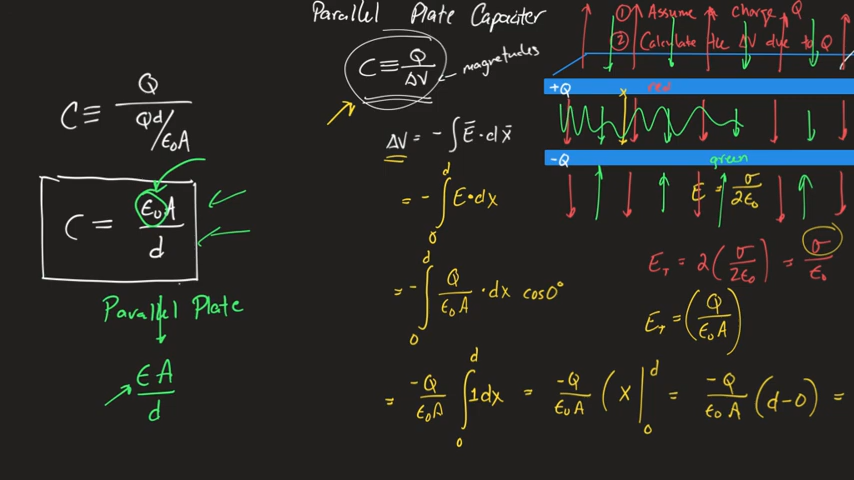 Parallel Plate Capaciter
① Assume charge Q
② Calculate the ΔV due to Q
C ≡ Q/ΔV ← magnitudes
+Q red
-Q green
E = σ/2ε₀
E_T = 2(σ/2ε₀) = σ/ε₀
E_T = (Q/ε₀A)
ΔV = -∫E̅·dx̅
= -∫₀ᵈ E·dx
= -∫₀ᵈ Q/ε₀A · dx cos0°
= -Q/ε₀A ∫₀ᵈ 1dx = -Q/ε₀A (x|₀ᵈ = -Q/ε₀A (d-0) =
C ≡ Q/(Qd/ε₀A)
C = ε₀A/d
Parallel Plate
εA/d